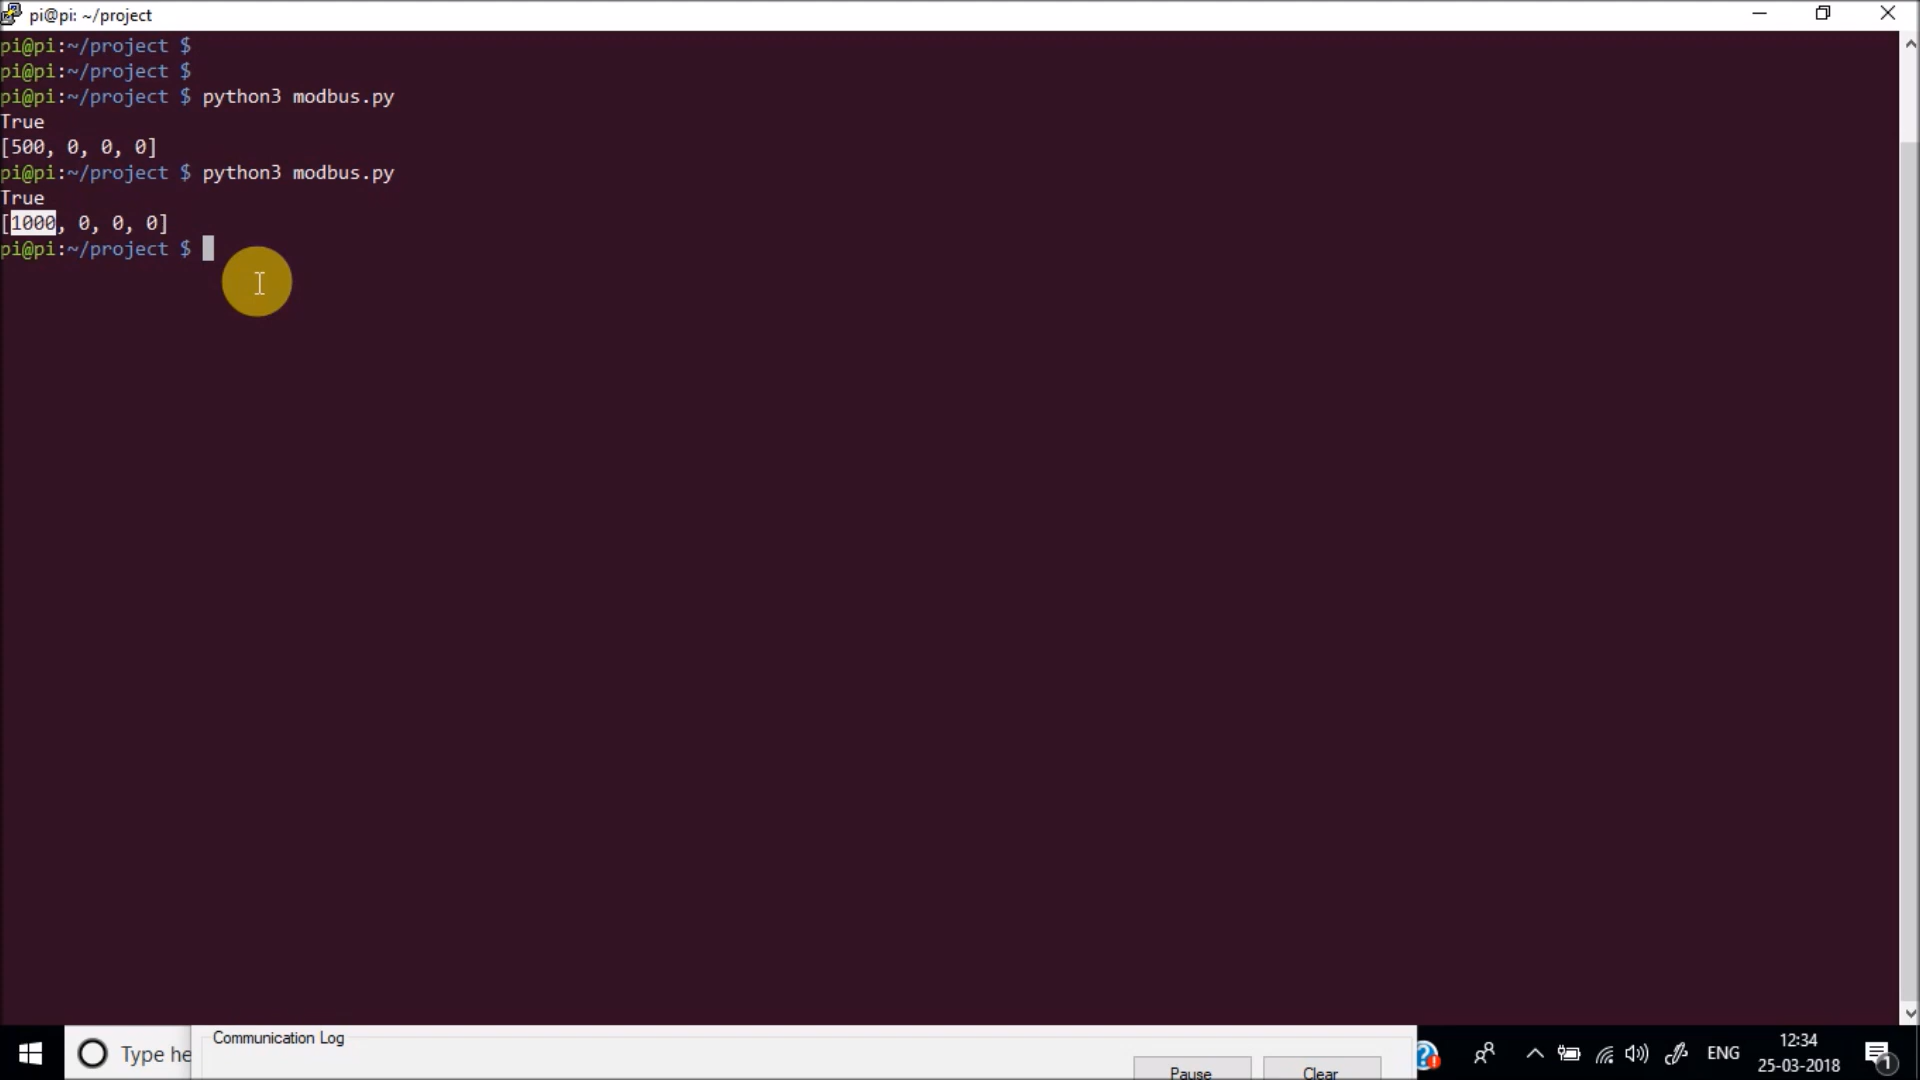 pi@pi: ~/project
pi@pi:~/project $
pi@pi:~/project $
pi@pi:~/project $ python3 modbus.py
True
[500, 0, 0, 0]
pi@pi:~/project $ python3 modbus.py
True
[1000, 0, 0, 0]
pi@pi:~/project $
Communication Log
Type he
Pause
Clear
ENG
12:34
25-03-2018
1